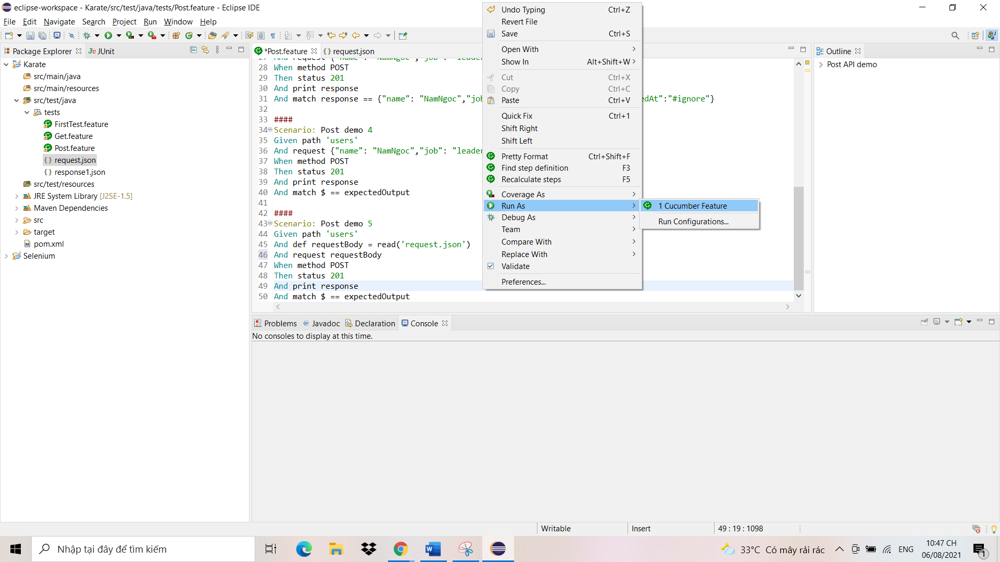 eclipse-workspace - Karate/src/test/java/tests/Post.feature - Eclipse IDE
File Edit Navigate Search Project Run Window Help
Package Explorer JUnit
Karate
src/main/java
src/main/resources
src/test/java
tests
FirstTest.feature
Get.feature
Post.feature
request.json
response1.json
src/test/resources
JRE System Library [J2SE-1.5]
Maven Dependencies
src
target
pom.xml
Selenium
*Post.feature request.json
27 And request {"name": "NamNgoc","job": "leader
28 When method POST
29 Then status 201
30 And print response
31 And match response == {"name": "NamNgoc","job edAt":"#ignore"}
32
33 ####
34 Scenario: Post demo 4
35 Given path 'users'
36 And request {"name": "NamNgoc","job": "leader
37 When method POST
38 Then status 201
39 And print response
40 And match $ == expectedOutput
41
42 ####
43 Scenario: Post demo 5
44 Given path 'users'
45 And def requestBody = read('request.json')
46 And request requestBody
47 When method POST
48 Then status 201
49 And print response
50 And match $ == expectedOutput
Undo Typing Ctrl+Z
Revert File
Save Ctrl+S
Open With
Show In Alt+Shift+W
Cut Ctrl+X
Copy Ctrl+C
Paste Ctrl+V
Quick Fix Ctrl+1
Shift Right
Shift Left
Pretty Format Ctrl+Shift+F
Find step definition F3
Recalculate steps F5
Coverage As
Run As
Debug As
Team
Compare With
Replace With
Validate
Preferences...
1 Cucumber Feature
Run Configurations...
Outline
Post API demo
Problems @ Javadoc Declaration Console
No consoles to display at this time.
Writable Insert 49 : 19 : 1098
Nhập tại đây để tìm kiếm
33°C Có mây rải rác ENG
10:47 CH
06/08/2021
1